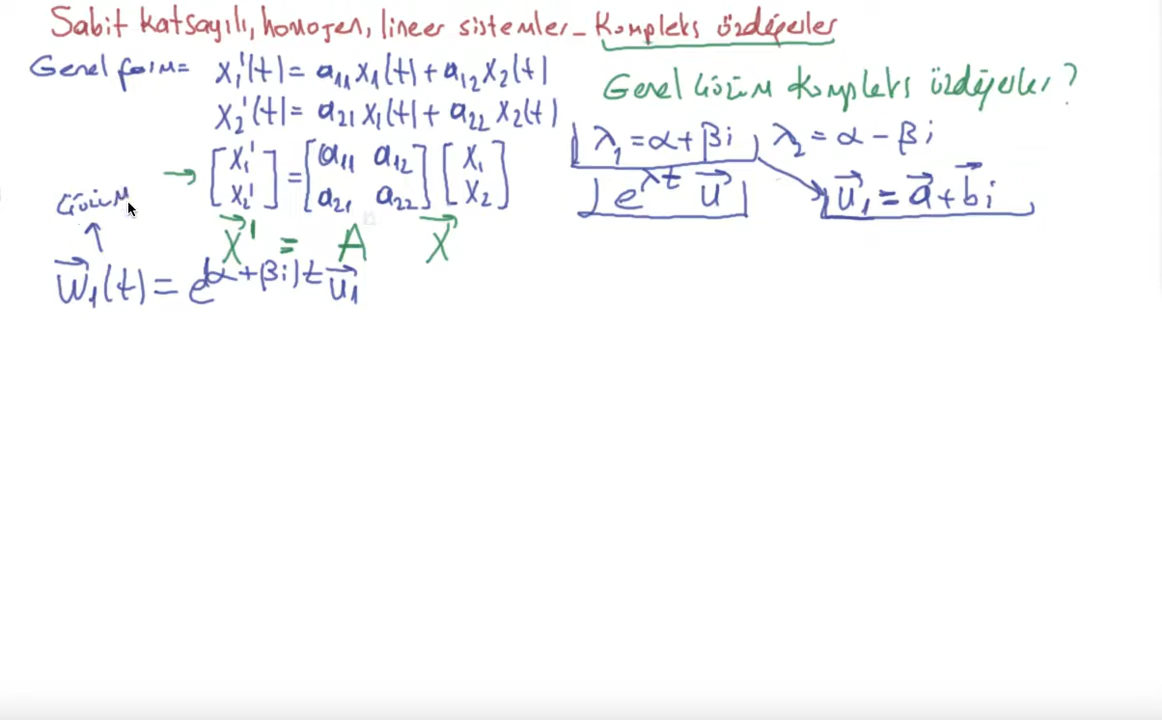 Sabit katsayılı, homojen, lineer sistemler - Kompleks özdeğerler
Genel form = x₁'(t) = a₁₁ x₁(t) + a₁₂ x₂(t)
x₂'(t) = a₂₁ x₁(t) + a₂₂ x₂(t)
→ [x₁' x₂'] = [a₁₁ a₁₂ a₂₁ a₂₂] [x₁ x₂]
x⃗' = A x⃗
Genel Çözüm Kompleks özdeğerler ?
λ₁ = α + βi λ₂ = α - βi
e^λt u⃗ u⃗₁ = a⃗ + b⃗i
Çözüm
↑
w⃗₁(t) = e^(α+βi)t u⃗₁